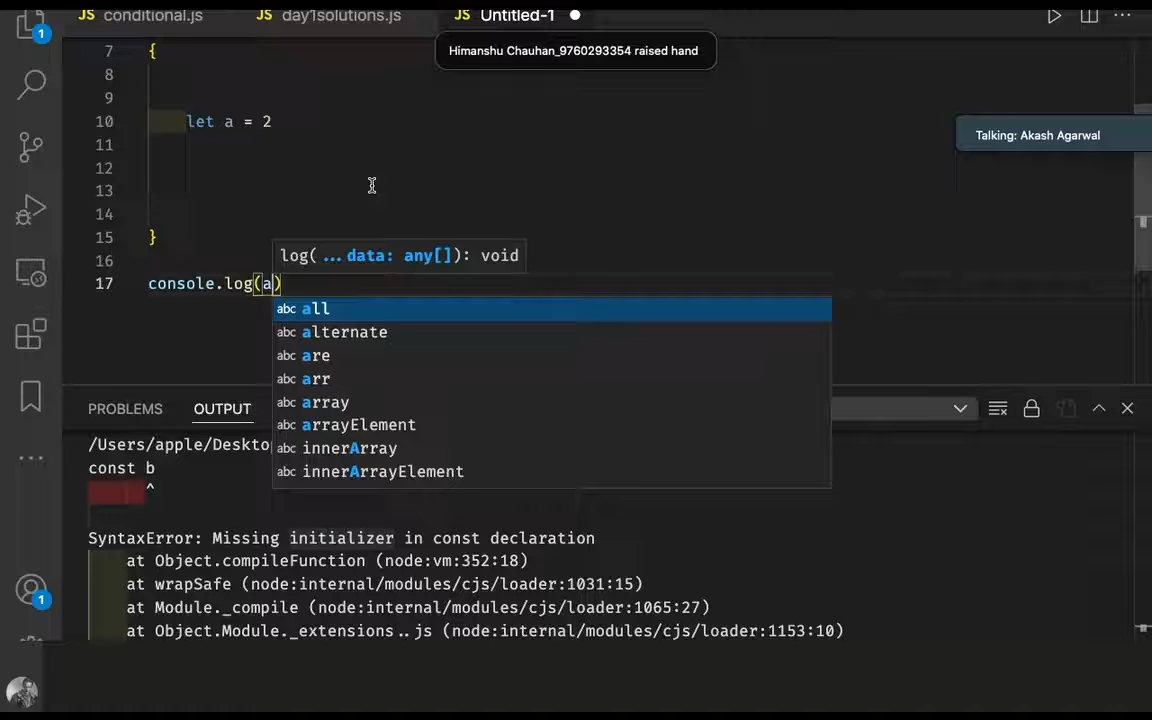 JS conditional.js JS day1solutions.js JS Untitled-1
Himanshu Chauhan_9760293354 raised hand
Talking: Akash Agarwal
1
7 {
8
9
10 let a = 2
11
12
13
14
15 }
16
log(...data: any[]): void
17 console.log(a)
abc all
abc alternate
abc are
abc arr
abc array
abc arrayElement
abc innerArray
abc innerArrayElement
PROBLEMS OUTPUT
/Users/apple/Deskto
const b
^
SyntaxError: Missing initializer in const declaration
at Object.compileFunction (node:vm:352:18)
at wrapSafe (node:internal/modules/cjs/loader:1031:15)
at Module._compile (node:internal/modules/cjs/loader:1065:27)
at Object.Module._extensions..js (node:internal/modules/cjs/loader:1153:10)
1